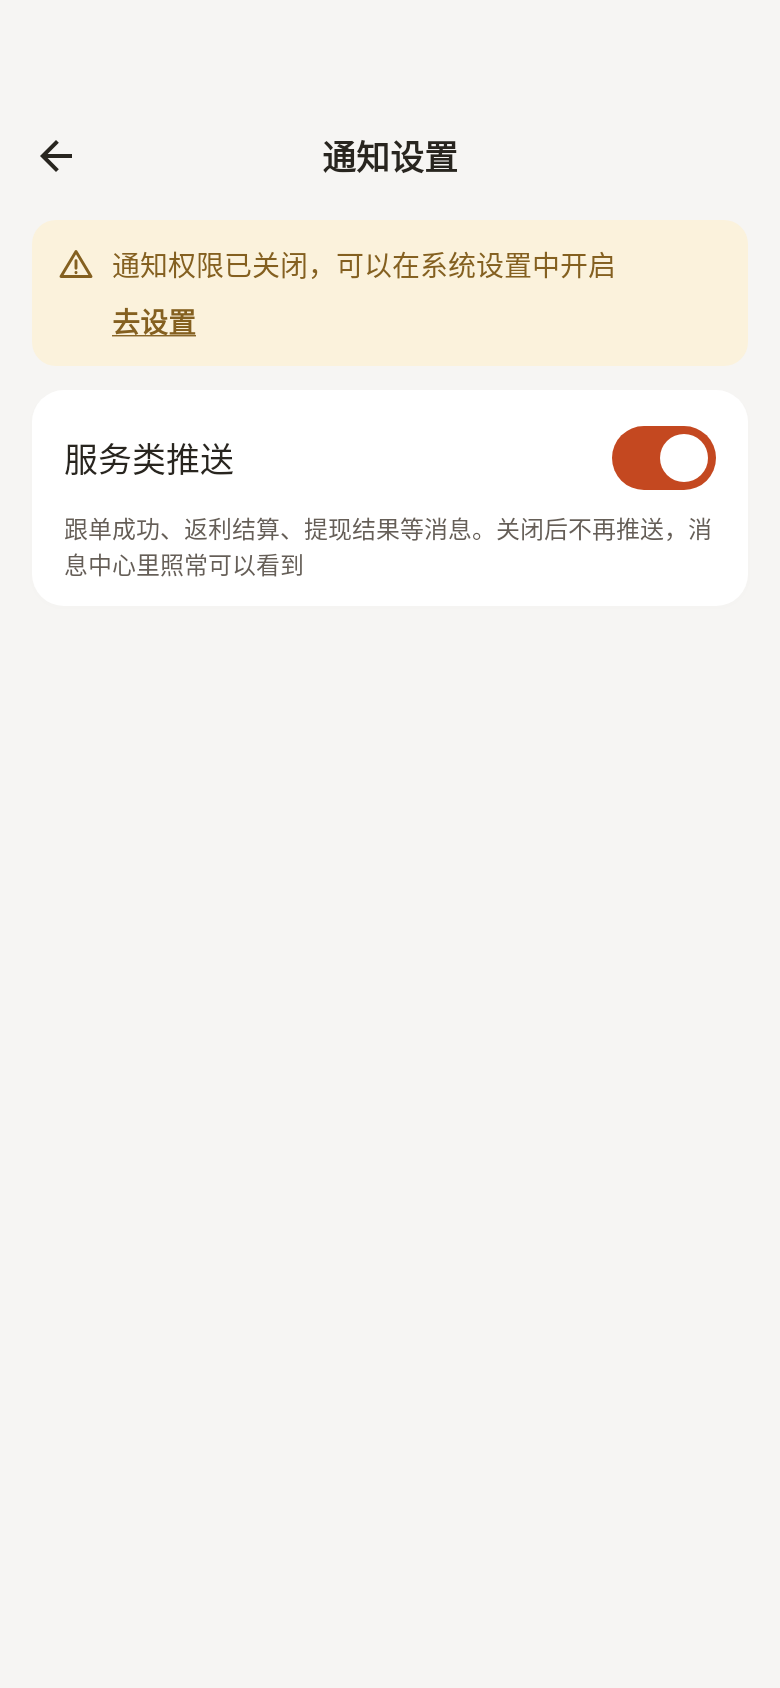 通知设置
通知权限已关闭，可以在系统设置中开启
去设置
服务类推送
跟单成功、返利结算、提现结果等消息。关闭后不再推送，消
息中心里照常可以看到